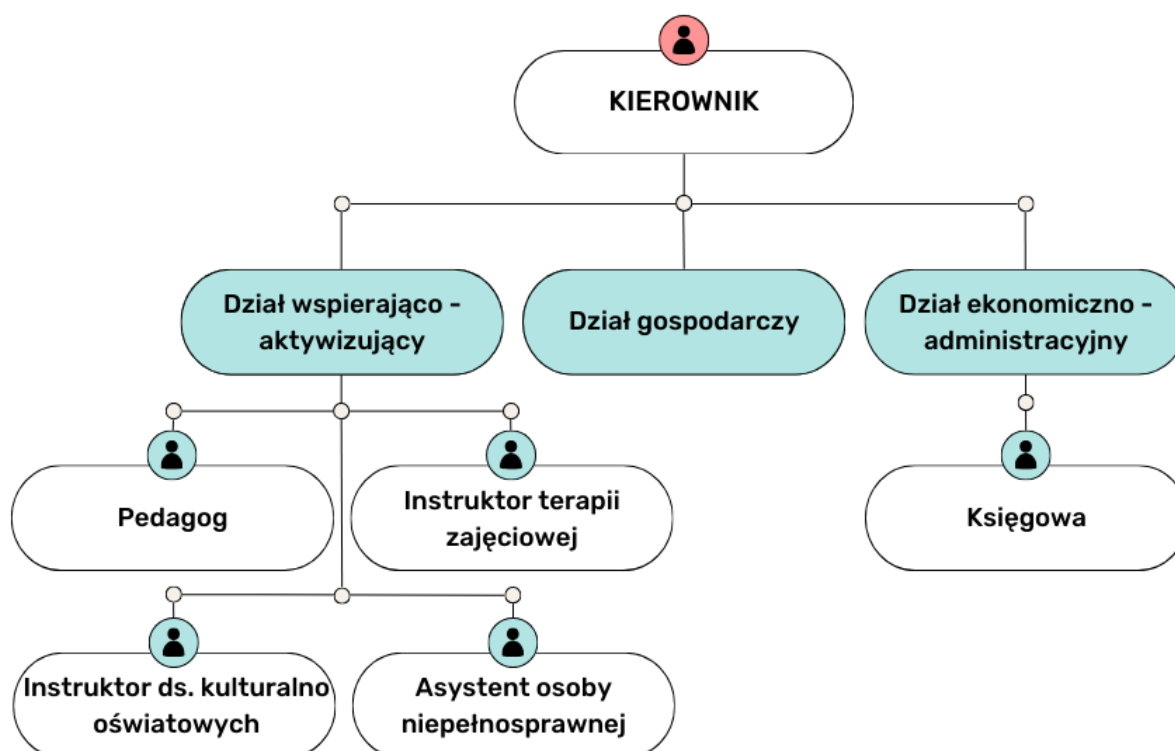 KIEROWNIK
Dział wspierająco -
aktywizujący
Dział gospodarczy
Dział ekonomiczno -
administracyjny
Pedagog
Instruktor terapii
zajęciowej
Księgowa
Instruktor ds. kulturalno
oświatowych
Asystent osoby
niepełnosprawnej